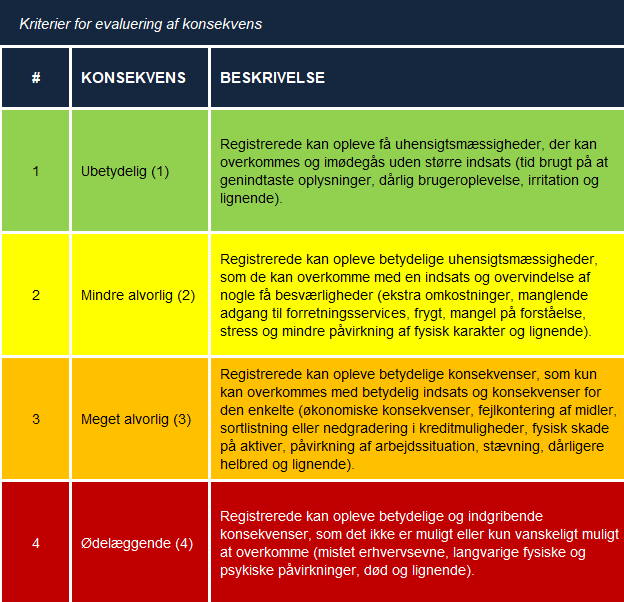 Kriterier for evaluering af konsekvens
# KONSEKVENS BESKRIVELSE
1 Ubetydelig (1)
Registrerede kan opleve få uhensigtsmæssigheder, der kan
overkommes og imødegås uden større indsats (tid brugt på at
genindtaste oplysninger, dårlig brugeroplevelse, irritation og
lignende).
2 Mindre alvorlig (2)
Registrerede kan opleve betydelige uhensigtsmæssigheder,
som de kan overkomme med en indsats og overvindelse af
nogle få besværligheder (ekstra omkostninger, manglende
adgang til forretningsservices, frygt, mangel på forståelse,
stress og mindre påvirkning af fysisk karakter og lignende).
3 Meget alvorlig (3)
Registrerede kan opleve betydelige konsekvenser, som kun
kan overkommes med betydelig indsats og konsekvenser for
den enkelte (økonomiske konsekvenser, fejlkontering af midler,
sortlistning eller nedgradering i kreditmuligheder, fysisk skade
på aktiver, påvirkning af arbejdssituation, stævning, dårligere
helbred og lignende).
4 Ødelæggende (4)
Registrerede kan opleve betydelige og indgribende
konsekvenser, som det ikke er muligt eller kun vanskeligt muligt
at overkomme (mistet erhvervsevne, langvarige fysiske og
psykiske påvirkninger, død og lignende).